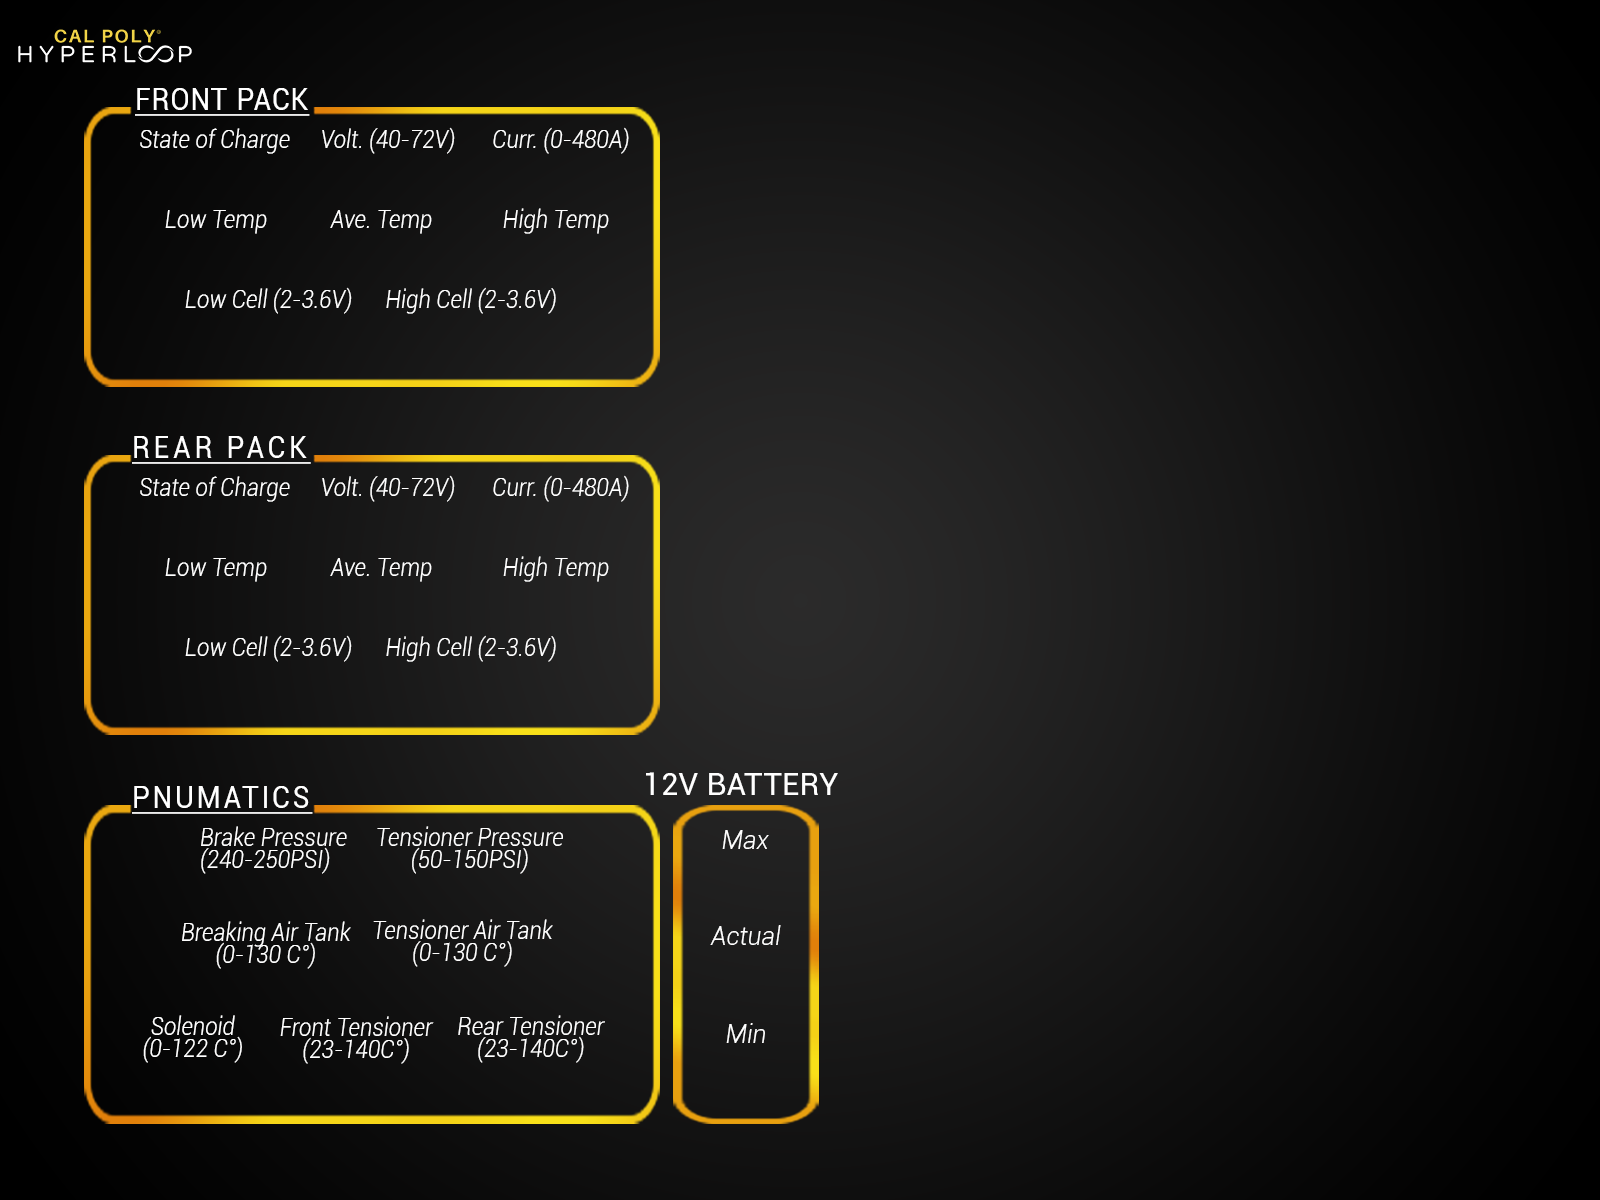 CAL POLY®
HYPERLOOP
FRONT PACK
State of Charge Volt. (40-72V) Curr. (0-480A)
Low Temp Ave. Temp High Temp
Low Cell (2-3.6V) High Cell (2-3.6V)
REAR PACK
State of Charge Volt. (40-72V) Curr. (0-480A)
Low Temp Ave. Temp High Temp
Low Cell (2-3.6V) High Cell (2-3.6V)
PNUMATICS
Brake Pressure Tensioner Pressure
(240-250PSI) (50-150PSI)
Breaking Air Tank Tensioner Air Tank
(0-130 C°) (0-130 C°)
Solenoid Front Tensioner Rear Tensioner
(0-122 C°) (23-140C°) (23-140C°)
12V BATTERY
Max
Actual
Min